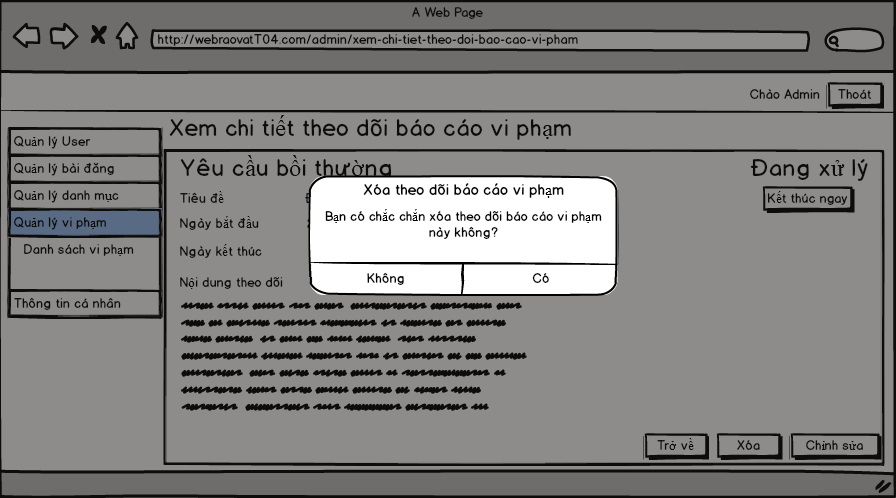 A Web Page
http://webraovatT04.com/admin/xem-chi-tiet-theo-doi-bao-cao-vi-pham
Chào Admin
Thoát
Xem chi tiết theo dõi báo cáo vi phạm
Quản lý User
Quản lý bài đăng
Quản lý danh mục
Quản lý vi phạm
Danh sách vi phạm
Thông tin cá nhân
Yêu cầu bồi thường
Đang xử lý
Kết thúc ngay
Tiêu đề
Ngày bắt đầu
Ngày kết thúc
Nội dung theo dõi
Xóa theo dõi báo cáo vi phạm
Bạn có chắc chắn xóa theo dõi báo cáo vi phạm
này không?
Không
Có
Trở về
Xóa
Chỉnh sửa